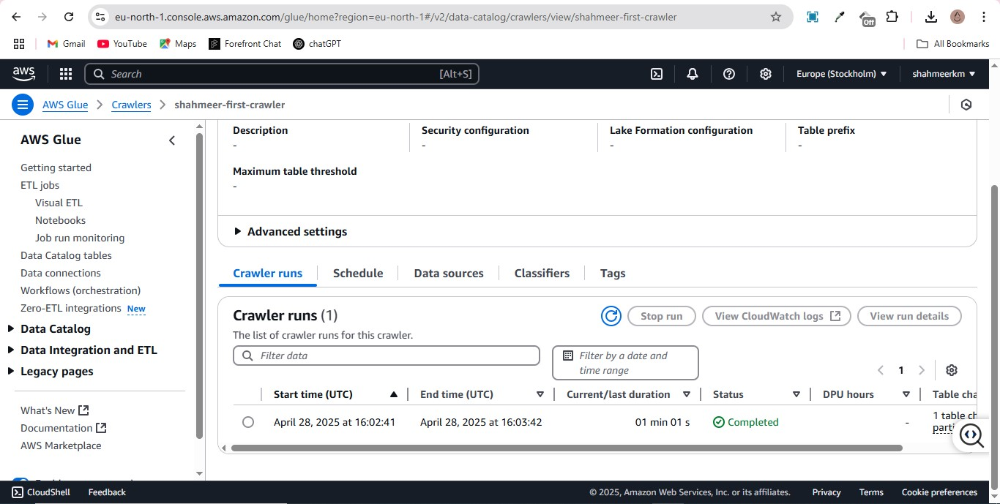 eu-north-1.console.aws.amazon.com/glue/home?region=eu-north-1#/v2/data-catalog/crawlers/view/shahmeer-first-crawler
Off
Gmail
YouTube
Maps
Forefront Chat
chatGPT
All Bookmarks
aws
Search
[Alt+S]
Europe (Stockholm)
shahmeerkm
AWS Glue
Crawlers
shahmeer-first-crawler
AWS Glue
Getting started
ETL jobs
Visual ETL
Notebooks
Job run monitoring
Data Catalog tables
Data connections
Workflows (orchestration)
Zero-ETL integrations New
Data Catalog
Data Integration and ETL
Legacy pages
What's New
Documentation
AWS Marketplace
Description
-
Security configuration
-
Lake Formation configuration
-
Table prefix
-
Maximum table threshold
-
Advanced settings
Crawler runs
Schedule
Data sources
Classifiers
Tags
Crawler runs (1)
Stop run
View CloudWatch logs
View run details
The list of crawler runs for this crawler.
Filter data
Filter by a date and
time range
1
Start time (UTC)
End time (UTC)
Current/last duration
Status
DPU hours
Table cha
April 28, 2025 at 16:02:41
April 28, 2025 at 16:03:42
01 min 01 s
Completed
-
1 table ch
parti
CloudShell
Feedback
© 2025, Amazon Web Services, Inc. or its affiliates.
Privacy
Terms
Cookie preferences